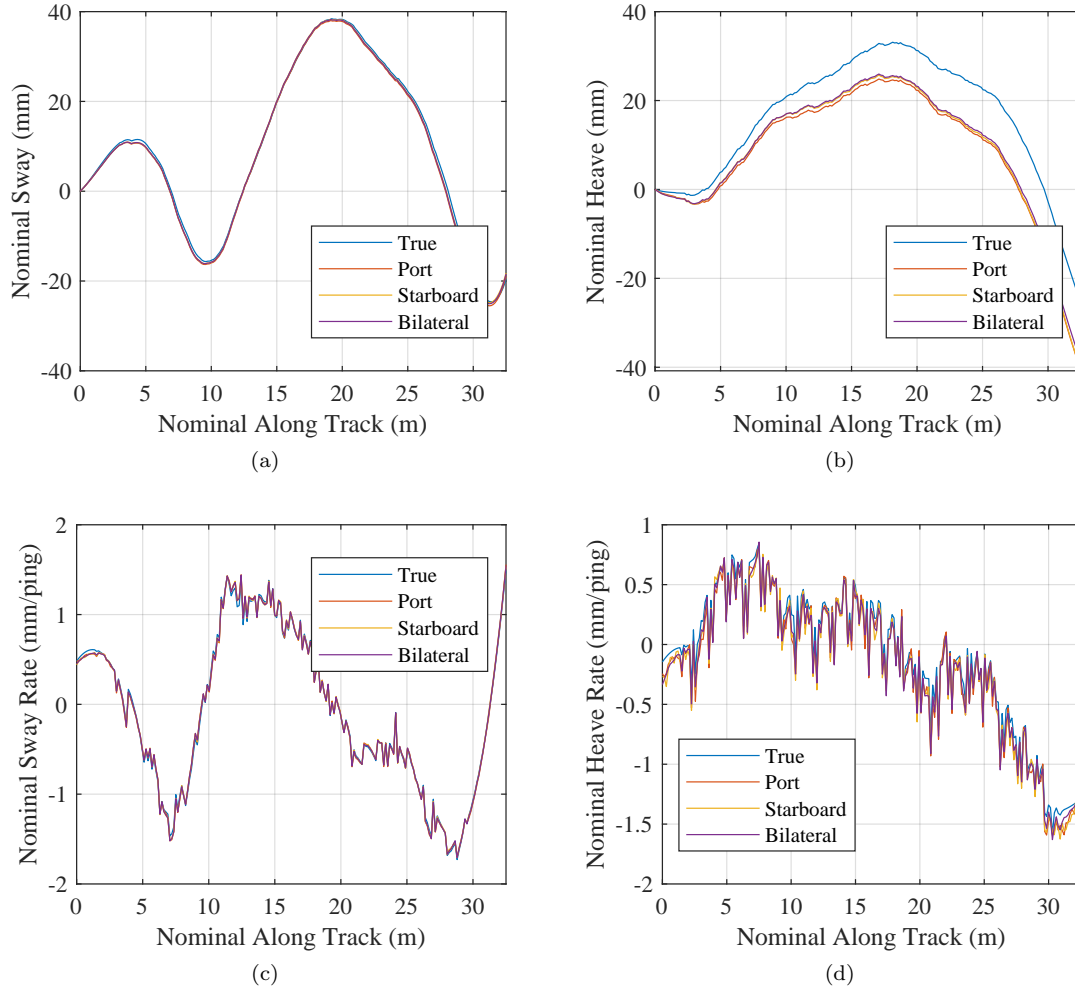 40
20
0
-20
-40
Nominal Sway (mm)
True
Port
Starboard
Bilateral
0 5 10 15 20 25 30
Nominal Along Track (m)
(a)
40
20
0
-20
-40
Nominal Heave (mm)
True
Port
Starboard
Bilateral
0 5 10 15 20 25 30
Nominal Along Track (m)
(b)
2
1
0
-1
-2
Nominal Sway Rate (mm/ping)
True
Port
Starboard
Bilateral
0 5 10 15 20 25 30
Nominal Along Track (m)
(c)
1
0.5
0
-0.5
-1
-1.5
-2
Nominal Heave Rate (mm/ping)
True
Port
Starboard
Bilateral
0 5 10 15 20 25 30
Nominal Along Track (m)
(d)